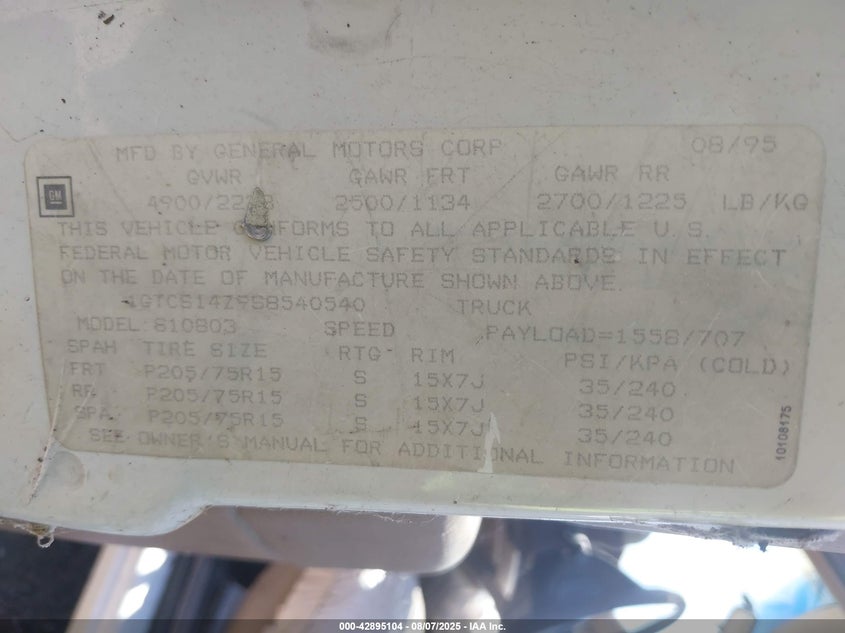 MFD BY GENERAL MOTORS CORP 08/95
GVWR GAWR FRT GAWR RR
GM 2500/1134 2700/1225 LB/KG
THIS VEHICLE CONFORMS TO ALL APPLICABLE U.S.
FEDERAL MOTOR VEHICLE SAFETY STANDARDS IN EFFECT
ON THE DATE OF MANUFACTURE SHOWN ABOVE.
1GTCS14Z9S8540540 TRUCK
MODEL:S10803 SPEED PAYLOAD=1558/707
SPAH TIRE SIZE RTG RIM PSI/KPA (COLD)
FRT P205/75R15 S 15X7J 35/240
RR P205/75R15 S 15X7J 35/240
SPA P205/75R15 S 15X7J 35/240
SEE OWNER'S MANUAL FOR ADDITIONAL INFORMATION
10108175
000-42895104 - 08/07/2025 - IAA Inc.